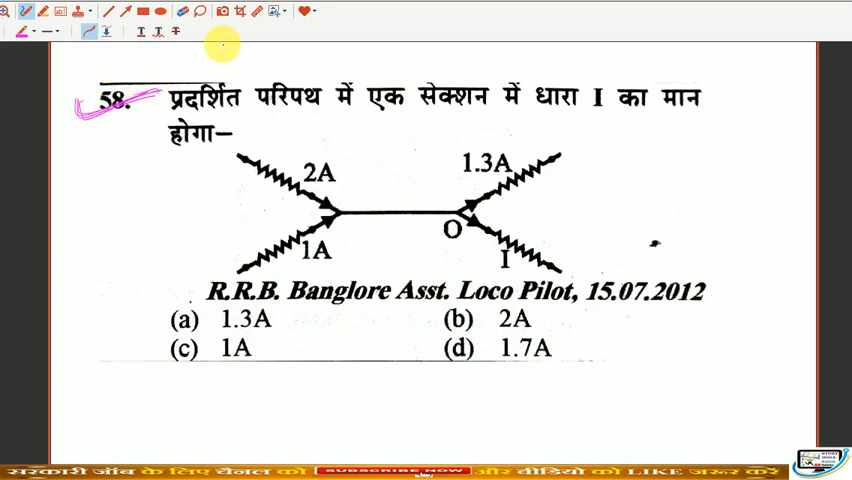 58. प्रदर्शित परिपथ में एक सेक्शन में धारा I का मान
होगा–
2A
1.3A
O
1A
I
R.R.B. Banglore Asst. Loco Pilot, 15.07.2012
(a) 1.3A (b) 2A
(c) 1A (d) 1.7A
सरकारी जॉब के लिए चैनल को SUBSCRIBE NOW और वीडियो को LIKE जरूर करें